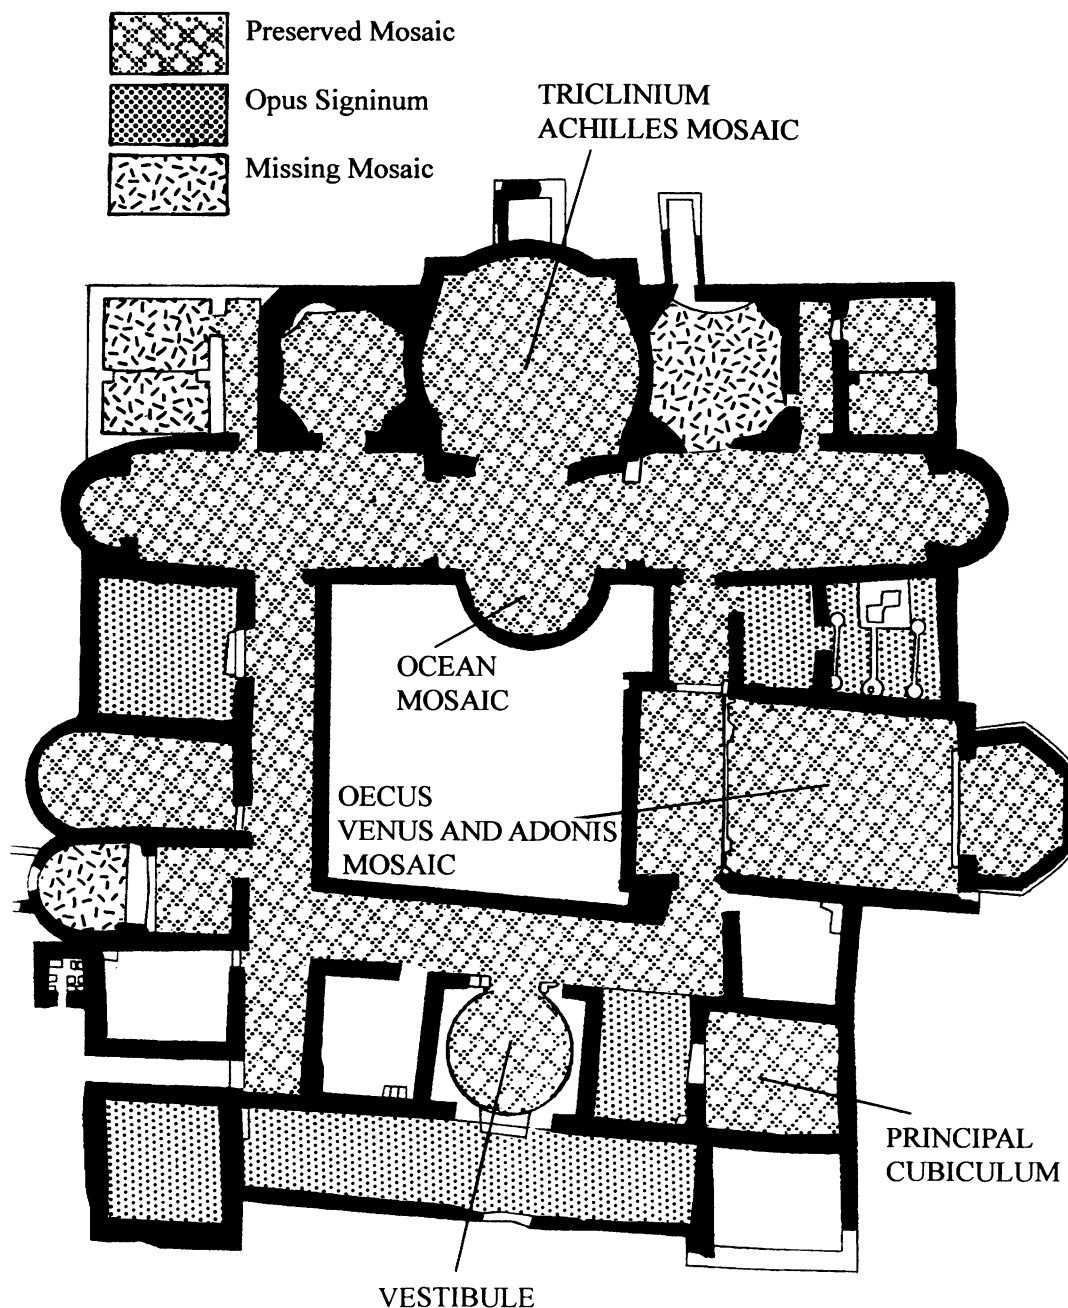 Preserved Mosaic
Opus Signinum
Missing Mosaic
TRICLINIUM
ACHILLES MOSAIC
OCEAN
MOSAIC
OECUS
VENUS AND ADONIS
MOSAIC
PRINCIPAL
CUBICULUM
VESTIBULE